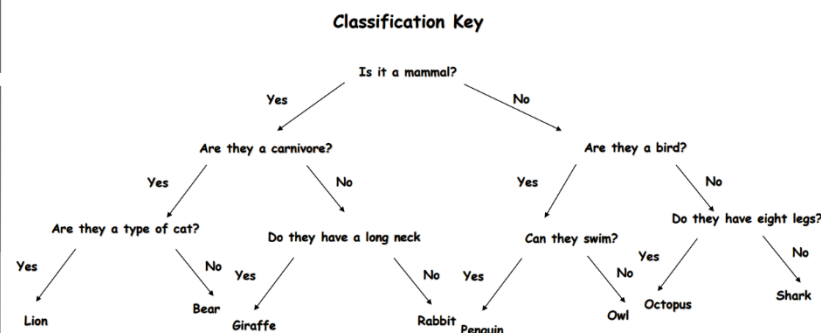 Classification Key
Is it a mammal?
Yes
No
Are they a carnivore?
Are they a bird?
Yes
No
Yes
No
Are they a type of cat?
Do they have a long neck
Can they swim?
Do they have eight legs?
Yes
No
Yes
No
Yes
No
Yes
No
Lion
Bear
Giraffe
Rabbit
Penguin
Owl
Octopus
Shark